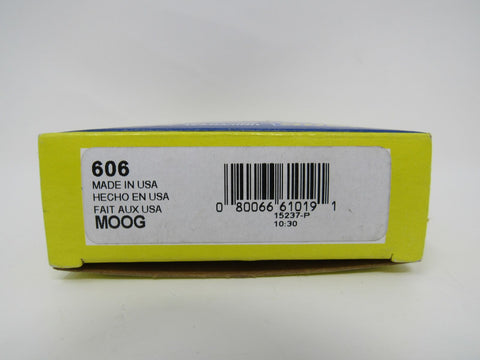 606
MADE IN USA
HECHO EN USA
FAIT AUX USA
MOOG
0 80066 61019 1
15237-P
10:30